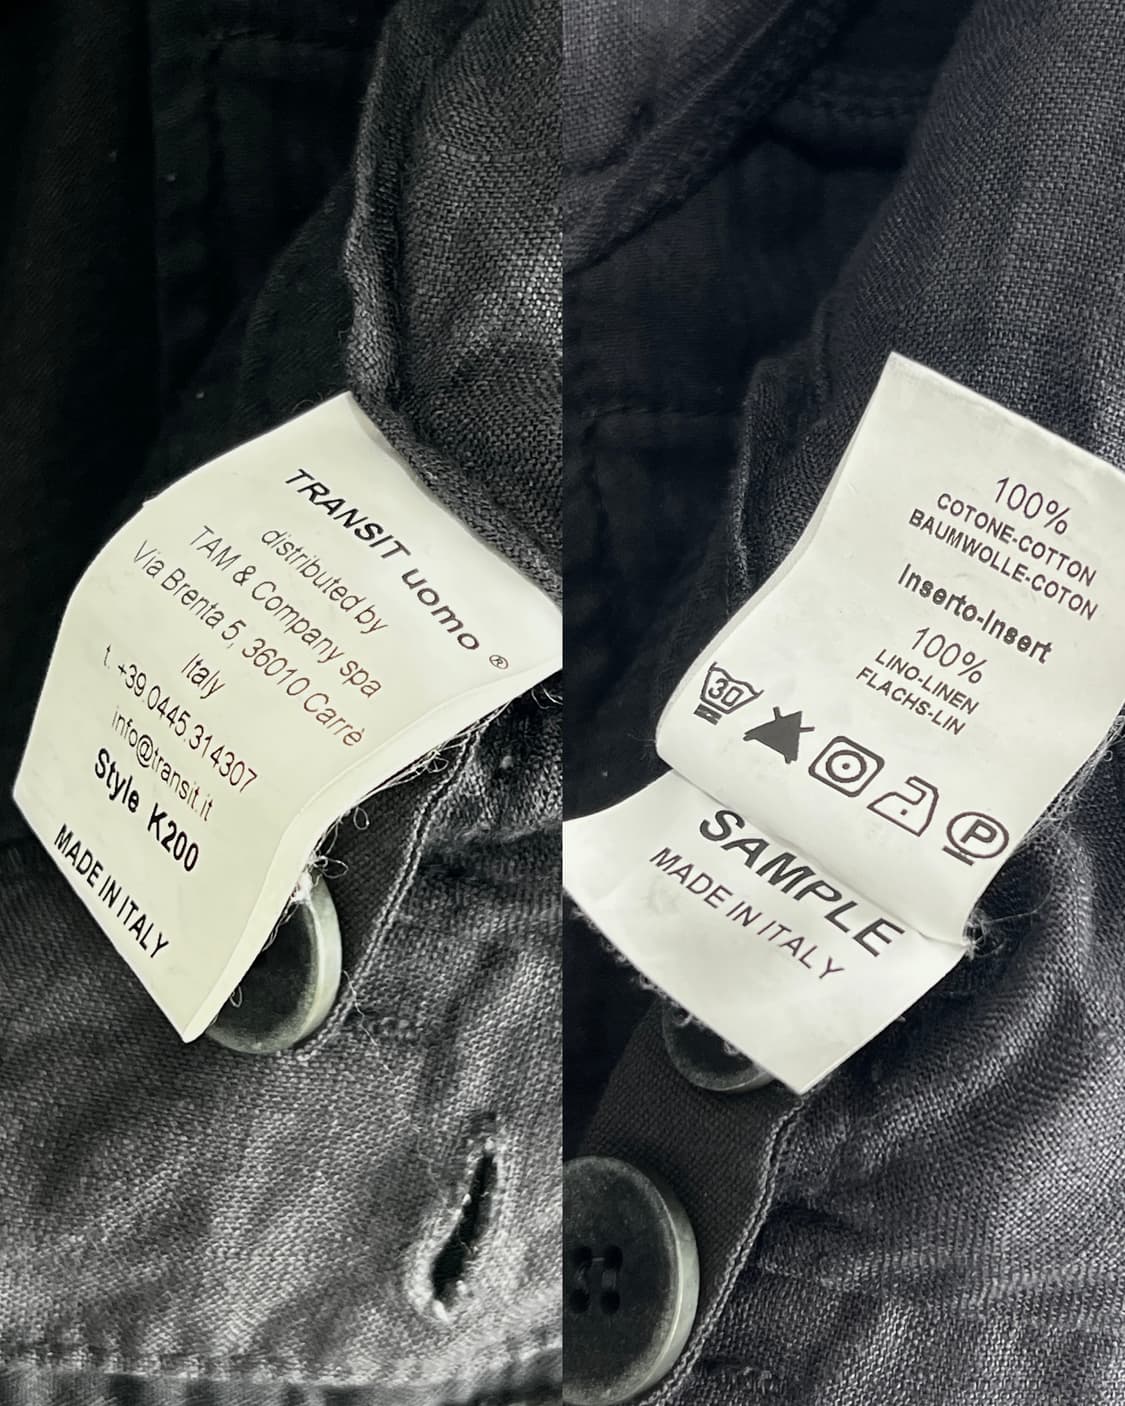 TRANSIT uomo ®
distributed by
TAM & Company spa
Via Brenta 5, 36010 Carrè
Italy
t. +39.0445.314307
info@transit.it
Style K200
MADE IN ITALY
100%
COTONE-COTTON
BAUMWOLLE-COTON
Inserto-Insert
100%
LINO-LINEN
FLACHS-LIN
30
P
SAMPLE
MADE IN ITALY